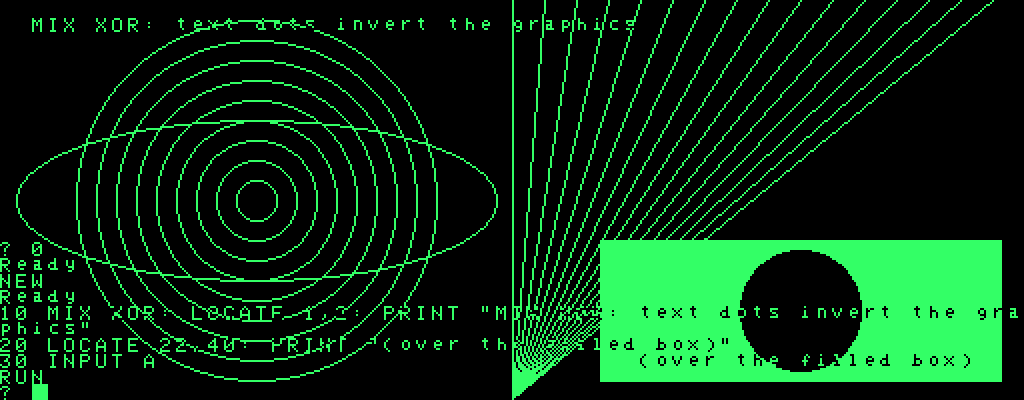 MIX XOR: text dots invert the graphics
? 0
Ready
NEW
Ready
10 MIX XOR: LOCATE 1,2: PRINT "MIX XOR: text dots invert the gra
phics"
20 LOCATE 22,40: PRINT "(over the filled box)"
30 INPUT A (over the filled box)
RUN
?